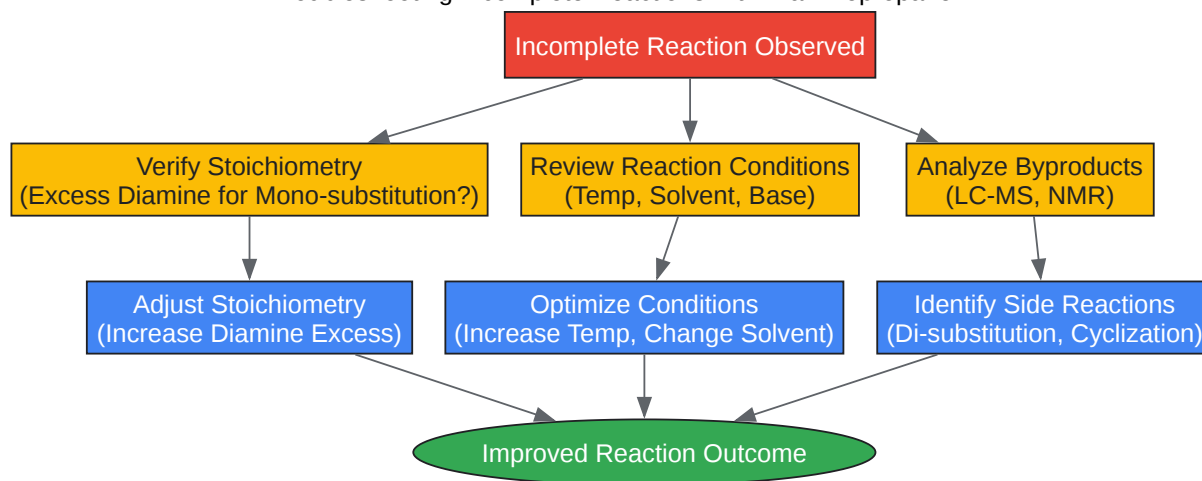 Incomplete Reaction Observed
Verify Stoichiometry
(Excess Diamine for Mono-substitution?)
Review Reaction Conditions
(Temp, Solvent, Base)
Analyze Byproducts
(LC-MS, NMR)
Adjust Stoichiometry
(Increase Diamine Excess)
Optimize Conditions
(Increase Temp, Change Solvent)
Identify Side Reactions
(Di-substitution, Cyclization)
Improved Reaction Outcome